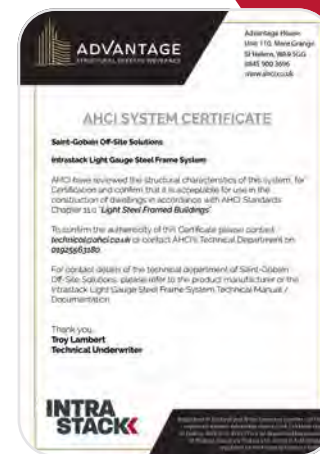 ADVANTAGE
STRUCTURAL DEFECTS INSURANCE
Advantage House
Unit 110, Mere Grange
St Helens, WA9 5GG
0845 900 3696
www.ahci.co.uk
AHCI SYSTEM CERTIFICATE
Saint-Gobain Off-Site Solutions
Intrastack Light Gauge Steel Frame System
AHCI have reviewed the structural characteristics of this system, for
Certification and confirm that it is acceptable for use in the
construction of dwellings in accordance with AHCI Standards
Chapter 11.0 "Light Steel Framed Buildings"
To confirm the authenticity of this Certificate please contact
technical@ahci.co.uk or contact AHCI's Technical Department on
01925563180
For contact details of the technical department of Saint-Gobain
Off-Site Solutions, please refer to the product manufacturer or the
Intrastack Light Gauge Steel Frame System Technical Manual /
Documentation
Thank you,
Troy Lambert
Technical Underwriter
INTRA
STACK